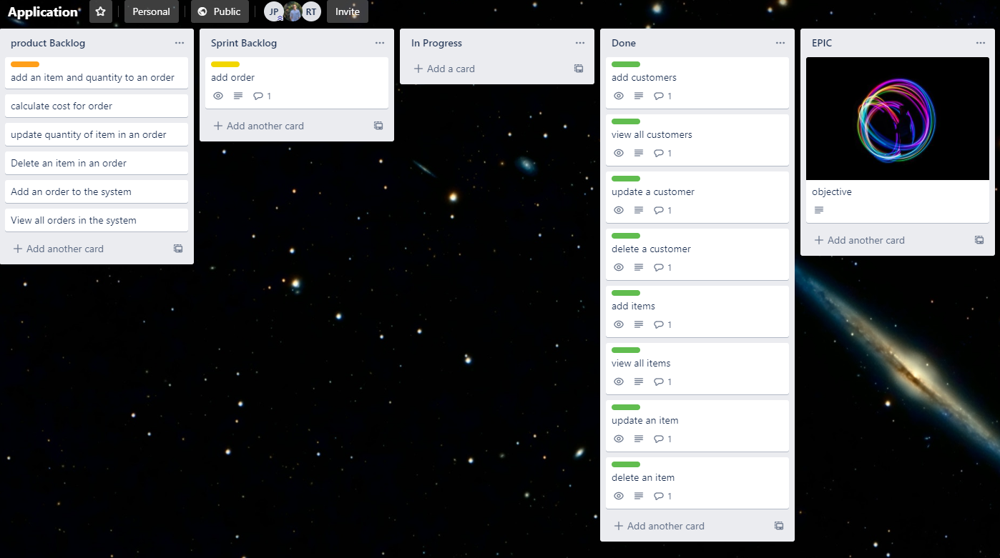 Application
Personal
Public
JP
RT
Invite
product Backlog
add an item and quantity to an order
calculate cost for order
update quantity of item in an order
Delete an item in an order
Add an order to the system
View all orders in the system
+ Add another card
Sprint Backlog
add order
1
+ Add another card
In Progress
+ Add a card
Done
add customers
1
view all customers
1
update a customer
1
delete a customer
1
add items
1
view all items
1
update an item
1
delete an item
1
+ Add another card
EPIC
objective
+ Add another card